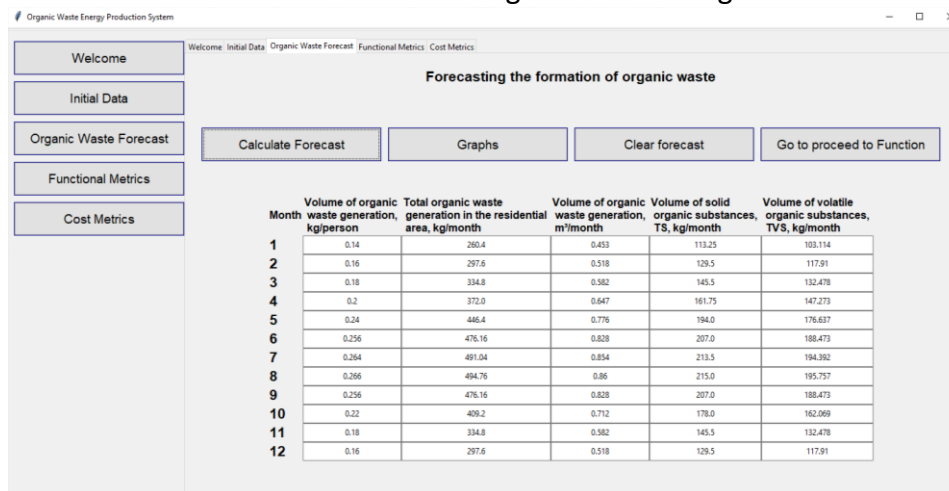 Organic Waste Energy Production System
Welcome
Initial Data
Organic Waste Forecast
Functional Metrics
Cost Metrics
Welcome Initial Data Organic Waste Forecast Functional Metrics Cost Metrics
Forecasting the formation of organic waste
Calculate Forecast Graphs Clear forecast Go to proceed to Function
Volume of organic Total organic waste Volume of organic Volume of solid Volume of volatile
Month waste generation, generation in the residential waste generation, organic substances, organic substances,
kg/person area, kg/month m³/month TS, kg/month TVS, kg/month
1 0.14 260.4 0.453 113.25 103.114
2 0.16 297.6 0.518 129.5 117.91
3 0.18 334.8 0.582 145.5 132.478
4 0.2 372.0 0.647 161.75 147.273
5 0.24 446.4 0.776 194.0 176.637
6 0.256 476.16 0.828 207.0 188.473
7 0.264 491.04 0.854 213.5 194.392
8 0.266 494.76 0.86 215.0 195.757
9 0.256 476.16 0.828 207.0 188.473
10 0.22 409.2 0.712 178.0 162.069
11 0.18 334.8 0.582 145.5 132.478
12 0.16 297.6 0.518 129.5 117.91